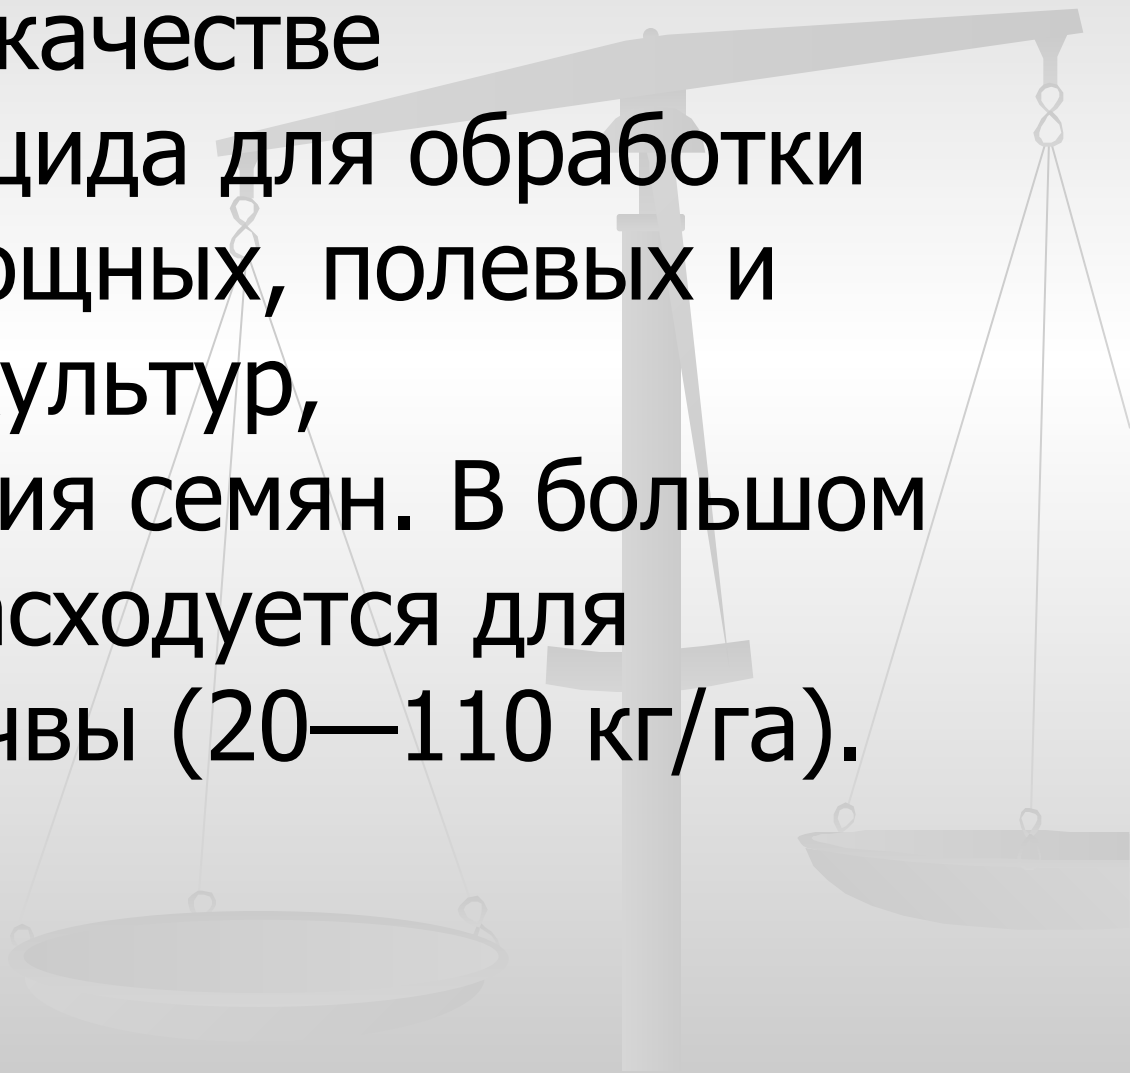 качестве
цида для обработки
ощных, полевых и
ультур,
ия семян. В большом
асходуется для
чвы (20—110 кг/га).